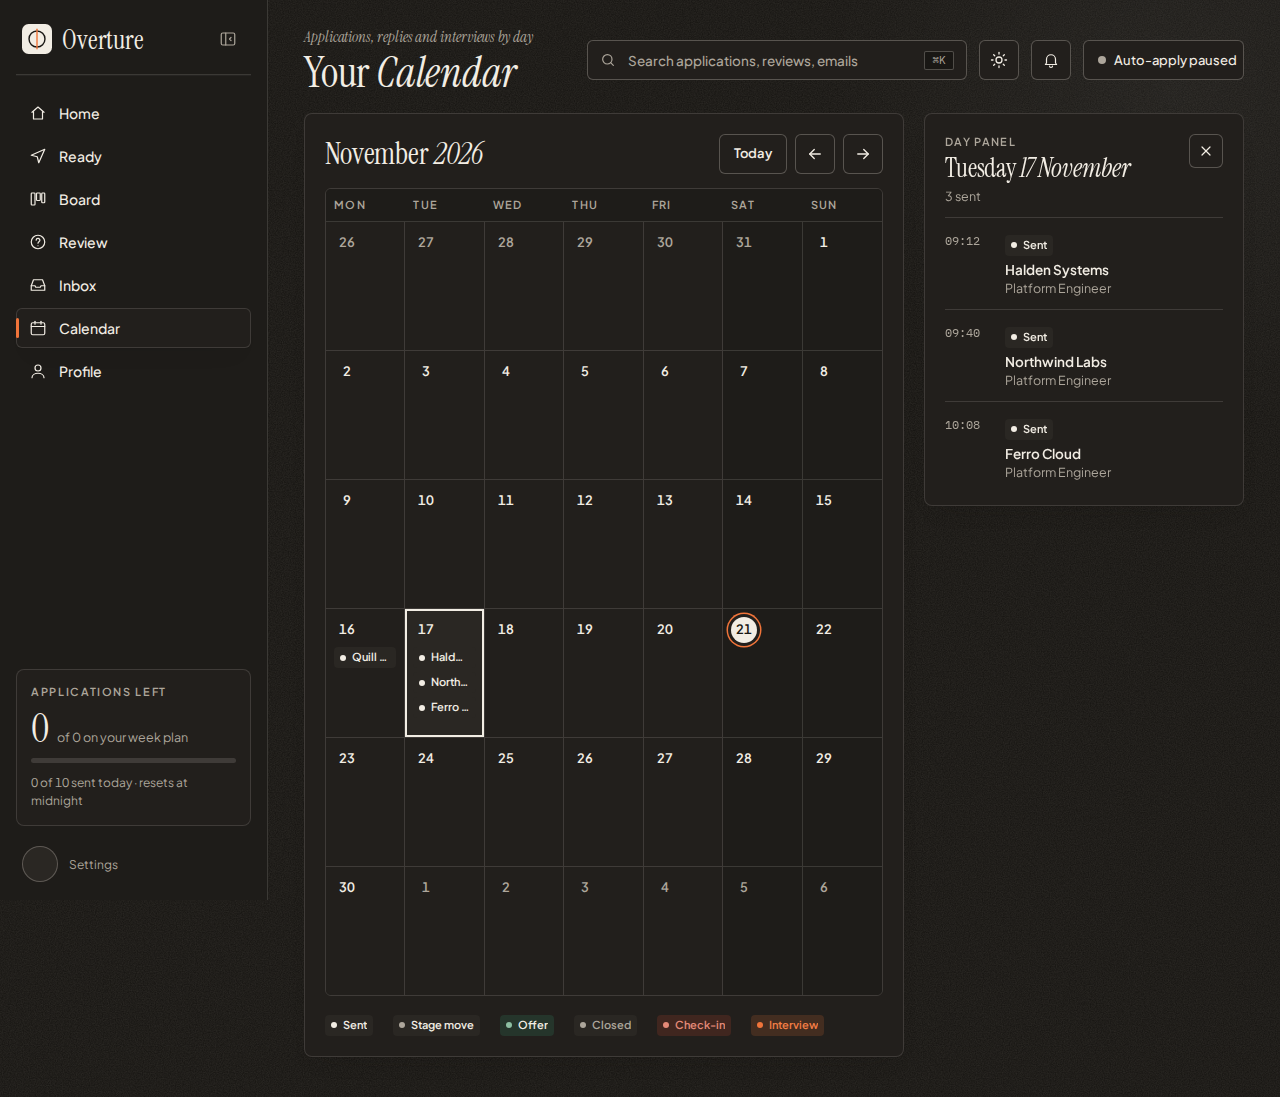 Overture
Home
Ready
Board
Review
Inbox
Calendar
Profile
APPLICATIONS LEFT
0 of 0 on your week plan
0 of 10 sent today · resets at
midnight
Settings
Applications, replies and interviews by day
Your Calendar
Search applications, reviews, emails ⌘K
Auto-apply paused
November 2026
Today
MON TUE WED THU FRI SAT SUN
26 27 28 29 30 31 1
2 3 4 5 6 7 8
9 10 11 12 13 14 15
16 17 18 19 20 21 22
Quill ... Hald...
North...
Ferro ...
23 24 25 26 27 28 29
30 1 2 3 4 5 6
Sent Stage move Offer Closed Check-in Interview
DAY PANEL
Tuesday 17 November
3 sent
09:12 Sent
Halden Systems
Platform Engineer
09:40 Sent
Northwind Labs
Platform Engineer
10:08 Sent
Ferro Cloud
Platform Engineer